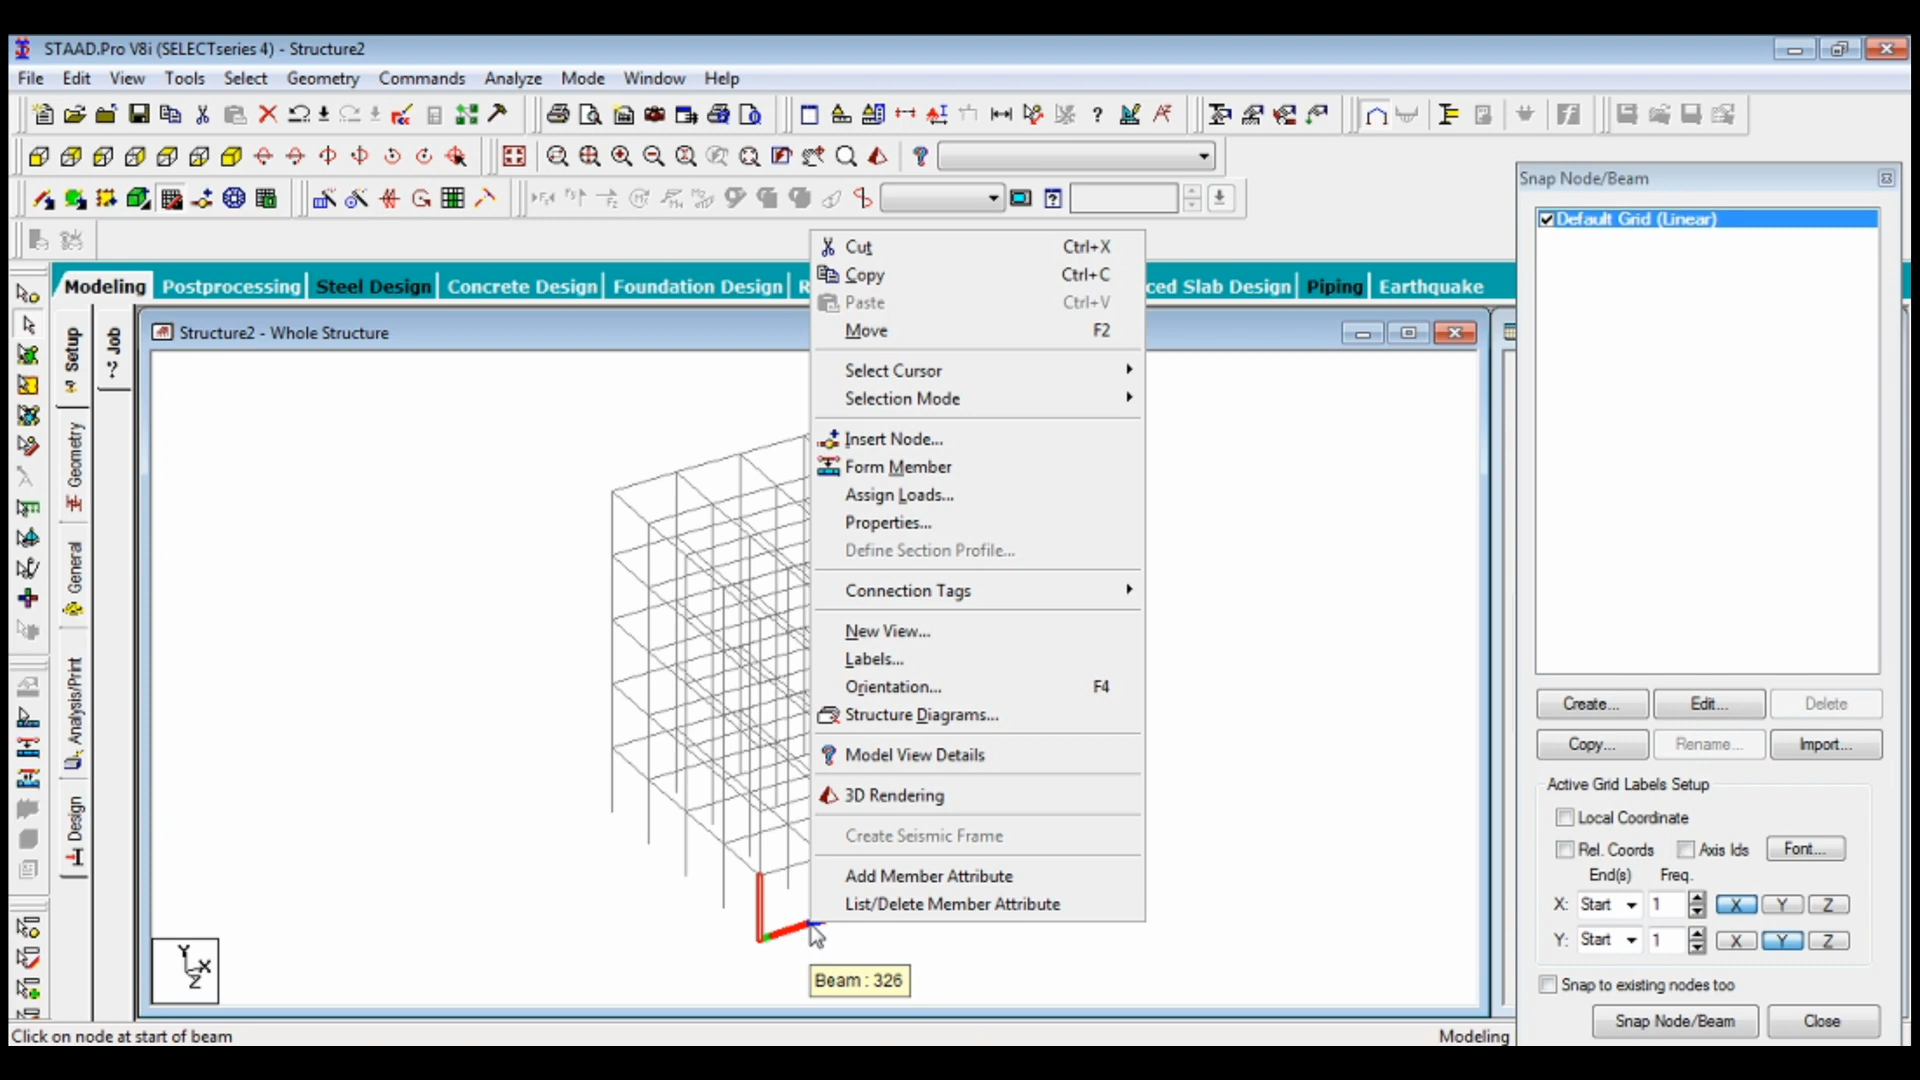 STAAD.Pro V8i (SELECTseries 4) - Structure2
File Edit View Tools Select Geometry Commands Analyze Mode Window Help
Snap Node/Beam
Default Grid (Linear)
Modeling Postprocessing Steel Design Concrete Design Foundation Design R ced Slab Design Piping Earthquake
Structure2 - Whole Structure
Setup
Job
Geometry
General
Analysis/Print
Design
Cut Ctrl+X
Copy Ctrl+C
Paste Ctrl+V
Move F2
Select Cursor
Selection Mode
Insert Node...
Form Member
Assign Loads...
Properties...
Define Section Profile...
Connection Tags
New View...
Labels...
Orientation... F4
Structure Diagrams...
Model View Details
3D Rendering
Create Seismic Frame
Add Member Attribute
List/Delete Member Attribute
Beam : 326
Y
X
Z
Create... Edit... Delete
Copy... Rename... Import...
Active Grid Labels Setup
Local Coordinate
Rel. Coords Axis Ids Font...
End(s) Freq.
X: Start 1 X Y Z
Y: Start 1 X Y Z
Snap to existing nodes too
Snap Node/Beam Close
Click on node at start of beam
Modeling